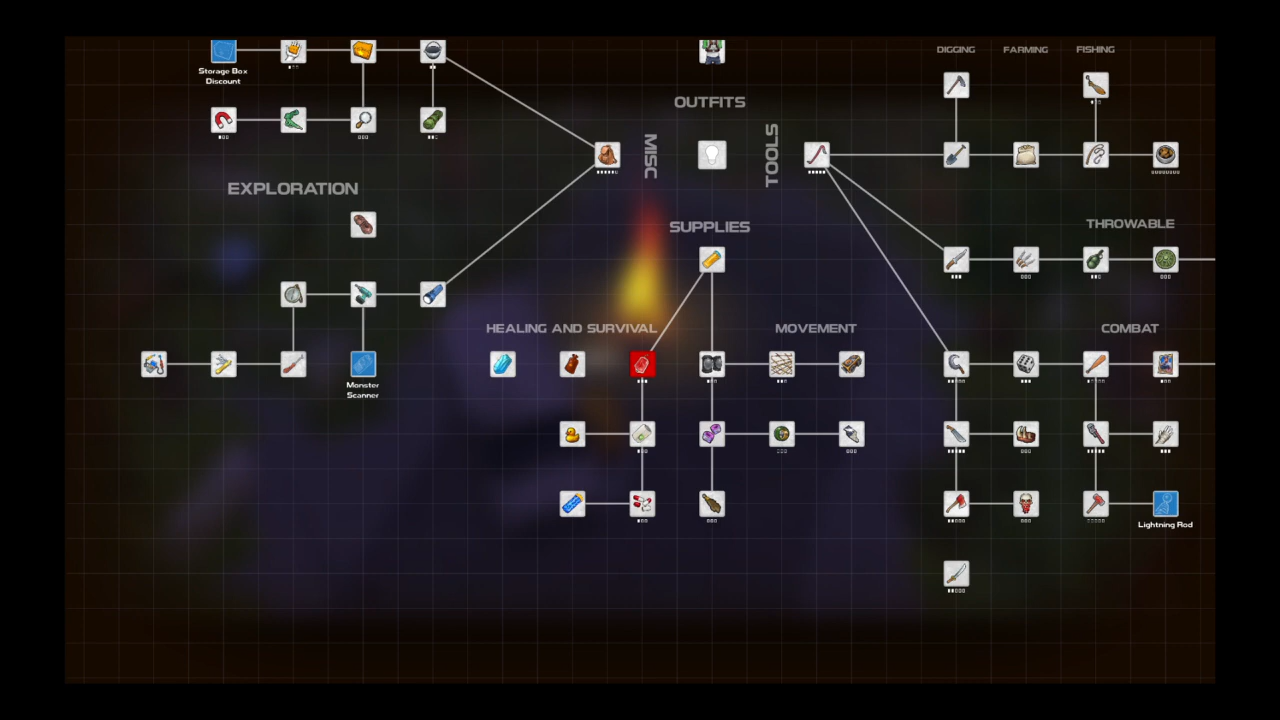 DIGGING
FARMING
FISHING
Storage Box
Discount
OUTFITS
MISC
TOOLS
EXPLORATION
SUPPLIES
THROWABLE
HEALING AND SURVIVAL
MOVEMENT
COMBAT
Monster
Scanner
Lightning Rod